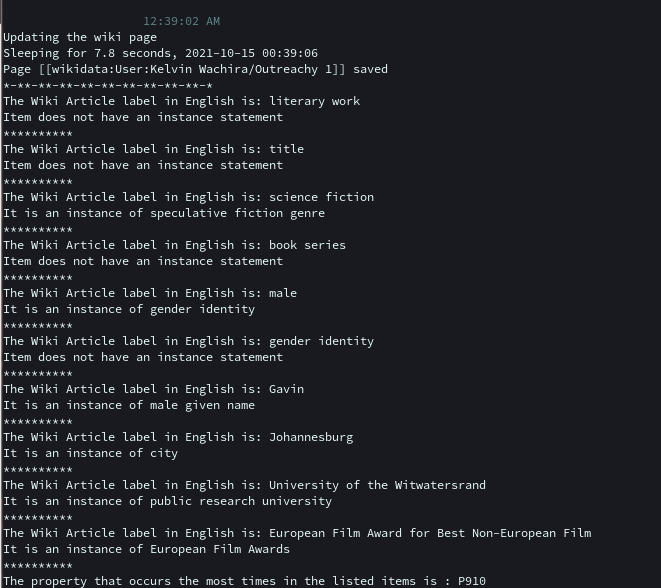 12:39:02 AM
Updating the wiki page
Sleeping for 7.8 seconds, 2021-10-15 00:39:06
Page [[wikidata:User:Kelvin Wachira/Outreachy 1]] saved
*-**-**-**-**-**-**-**-**-**-*
The Wiki Article label in English is: literary work
Item does not have an instance statement
**********
The Wiki Article label in English is: title
Item does not have an instance statement
**********
The Wiki Article label in English is: science fiction
It is an instance of speculative fiction genre
**********
The Wiki Article label in English is: book series
Item does not have an instance statement
**********
The Wiki Article label in English is: male
It is an instance of gender identity
**********
The Wiki Article label in English is: gender identity
Item does not have an instance statement
**********
The Wiki Article label in English is: Gavin
It is an instance of male given name
**********
The Wiki Article label in English is: Johannesburg
It is an instance of city
**********
The Wiki Article label in English is: University of the Witwatersrand
It is an instance of public research university
**********
The Wiki Article label in English is: European Film Award for Best Non-European Film
It is an instance of European Film Awards
**********
The property that occurs the most times in the listed items is : P910